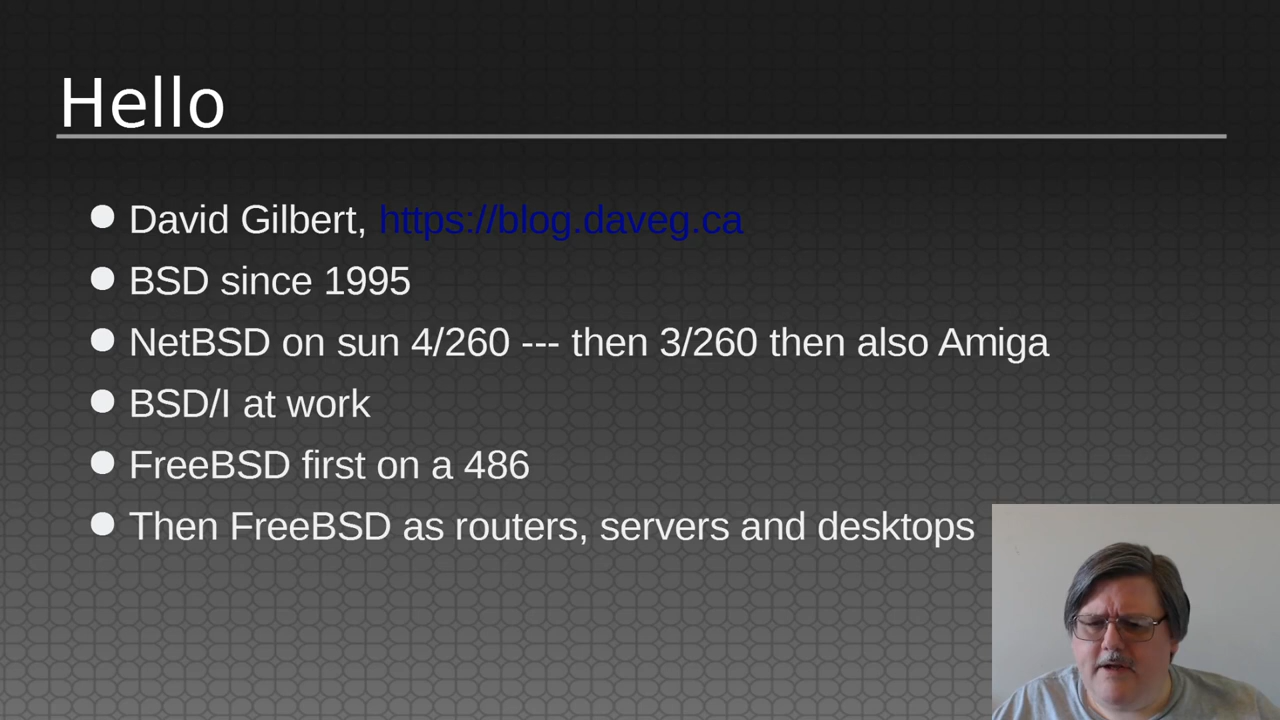 Hello
David Gilbert, https://blog.daveg.ca
BSD since 1995
NetBSD on sun 4/260 --- then 3/260 then also Amiga
BSD/I at work
FreeBSD first on a 486
Then FreeBSD as routers, servers and desktops